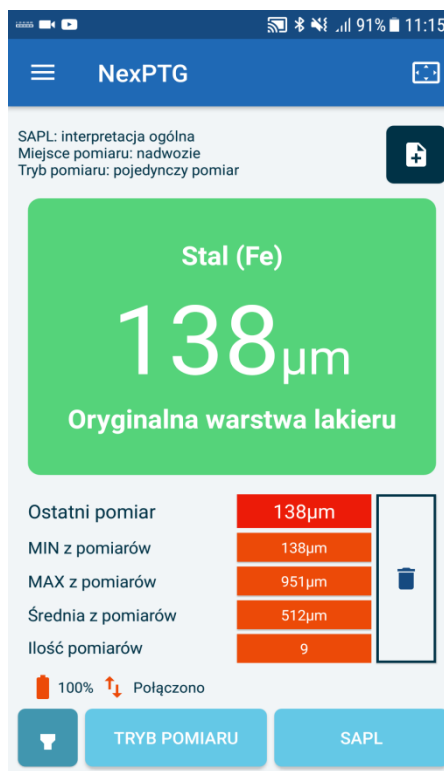 91% 11:15
NexPTG
SAPL: interpretacja ogólna
Miejsce pomiaru: nadwozie
Tryb pomiaru: pojedynczy pomiar
Stal (Fe)
138μm
Oryginalna warstwa lakieru
Ostatni pomiar 138μm
MIN z pomiarów 138μm
MAX z pomiarów 951μm
Średnia z pomiarów 512μm
Ilość pomiarów 9
100% Połączono
TRYB POMIARU SAPL